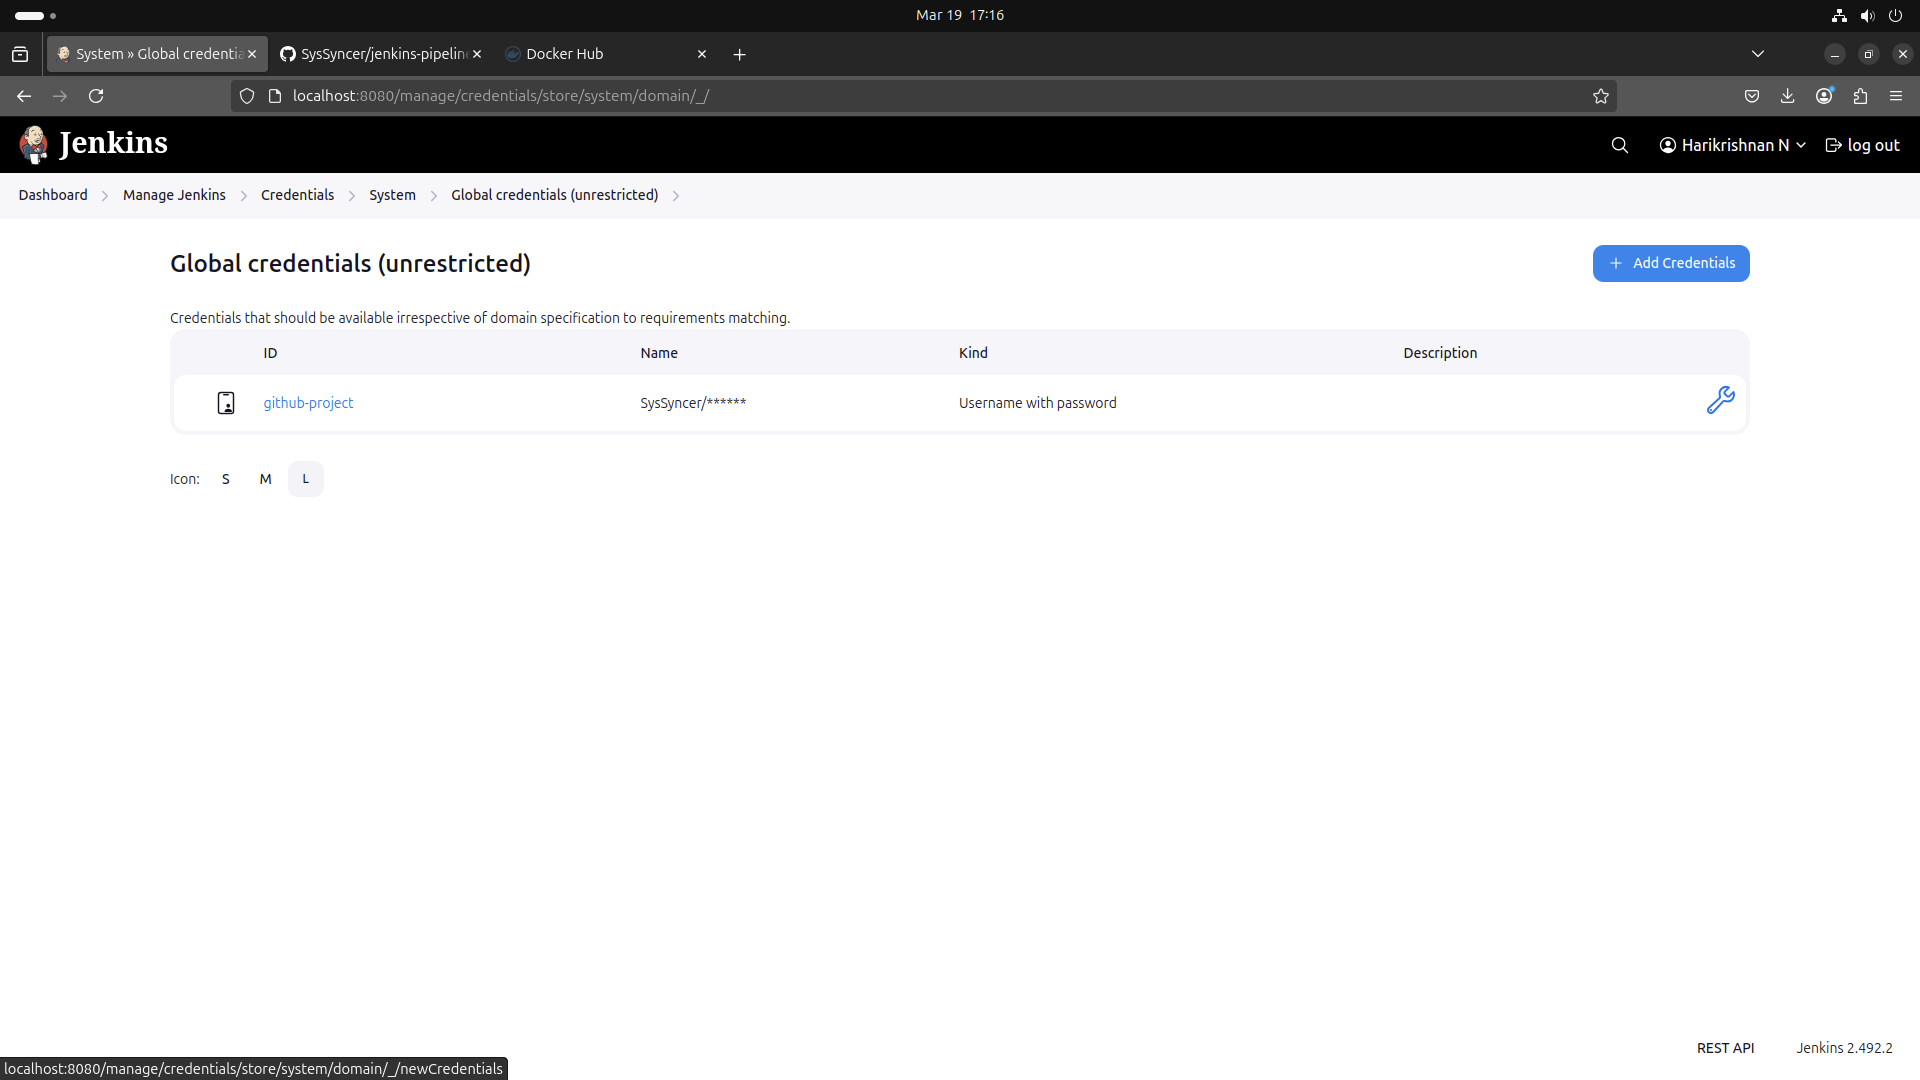 Mar 19 17:16
System » Global credentia
SysSyncer/jenkins-pipeline
Docker Hub
localhost:8080/manage/credentials/store/system/domain/_/
Jenkins
Harikrishnan N
log out
Dashboard
Manage Jenkins
Credentials
System
Global credentials (unrestricted)
Global credentials (unrestricted)
Add Credentials
Credentials that should be available irrespective of domain specification to requirements matching.
ID Name Kind Description
github-project SysSyncer/****** Username with password
Icon: S M L
REST API Jenkins 2.492.2
localhost:8080/manage/credentials/store/system/domain/_/newCredentials